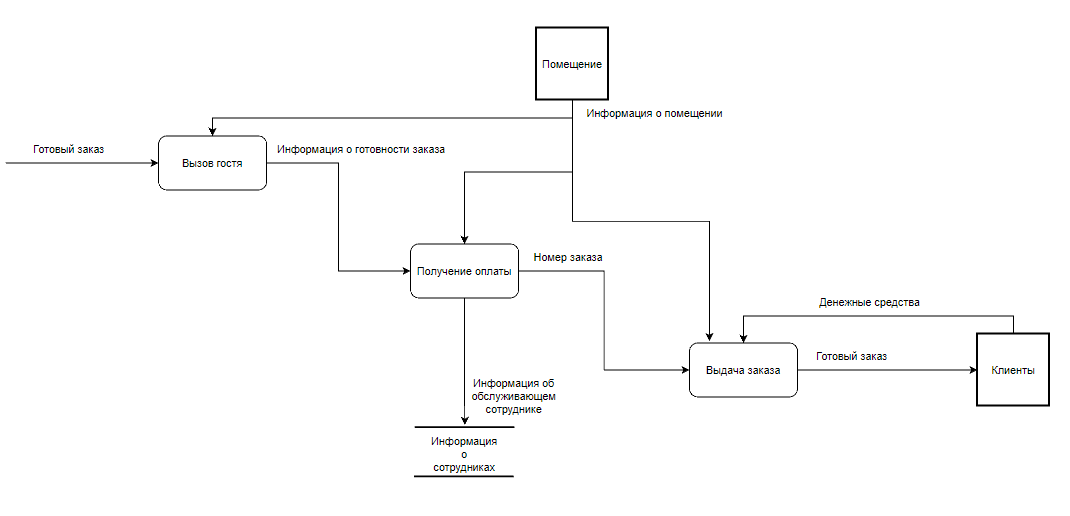 Помещение
Информация о помещении
Готовый заказ
Вызов гостя
Информация о готовности заказа
Получение оплаты
Номер заказа
Денежные средства
Выдача заказа
Готовый заказ
Клиенты
Информация об
обслуживающем
сотруднике
Информация
о
сотрудниках